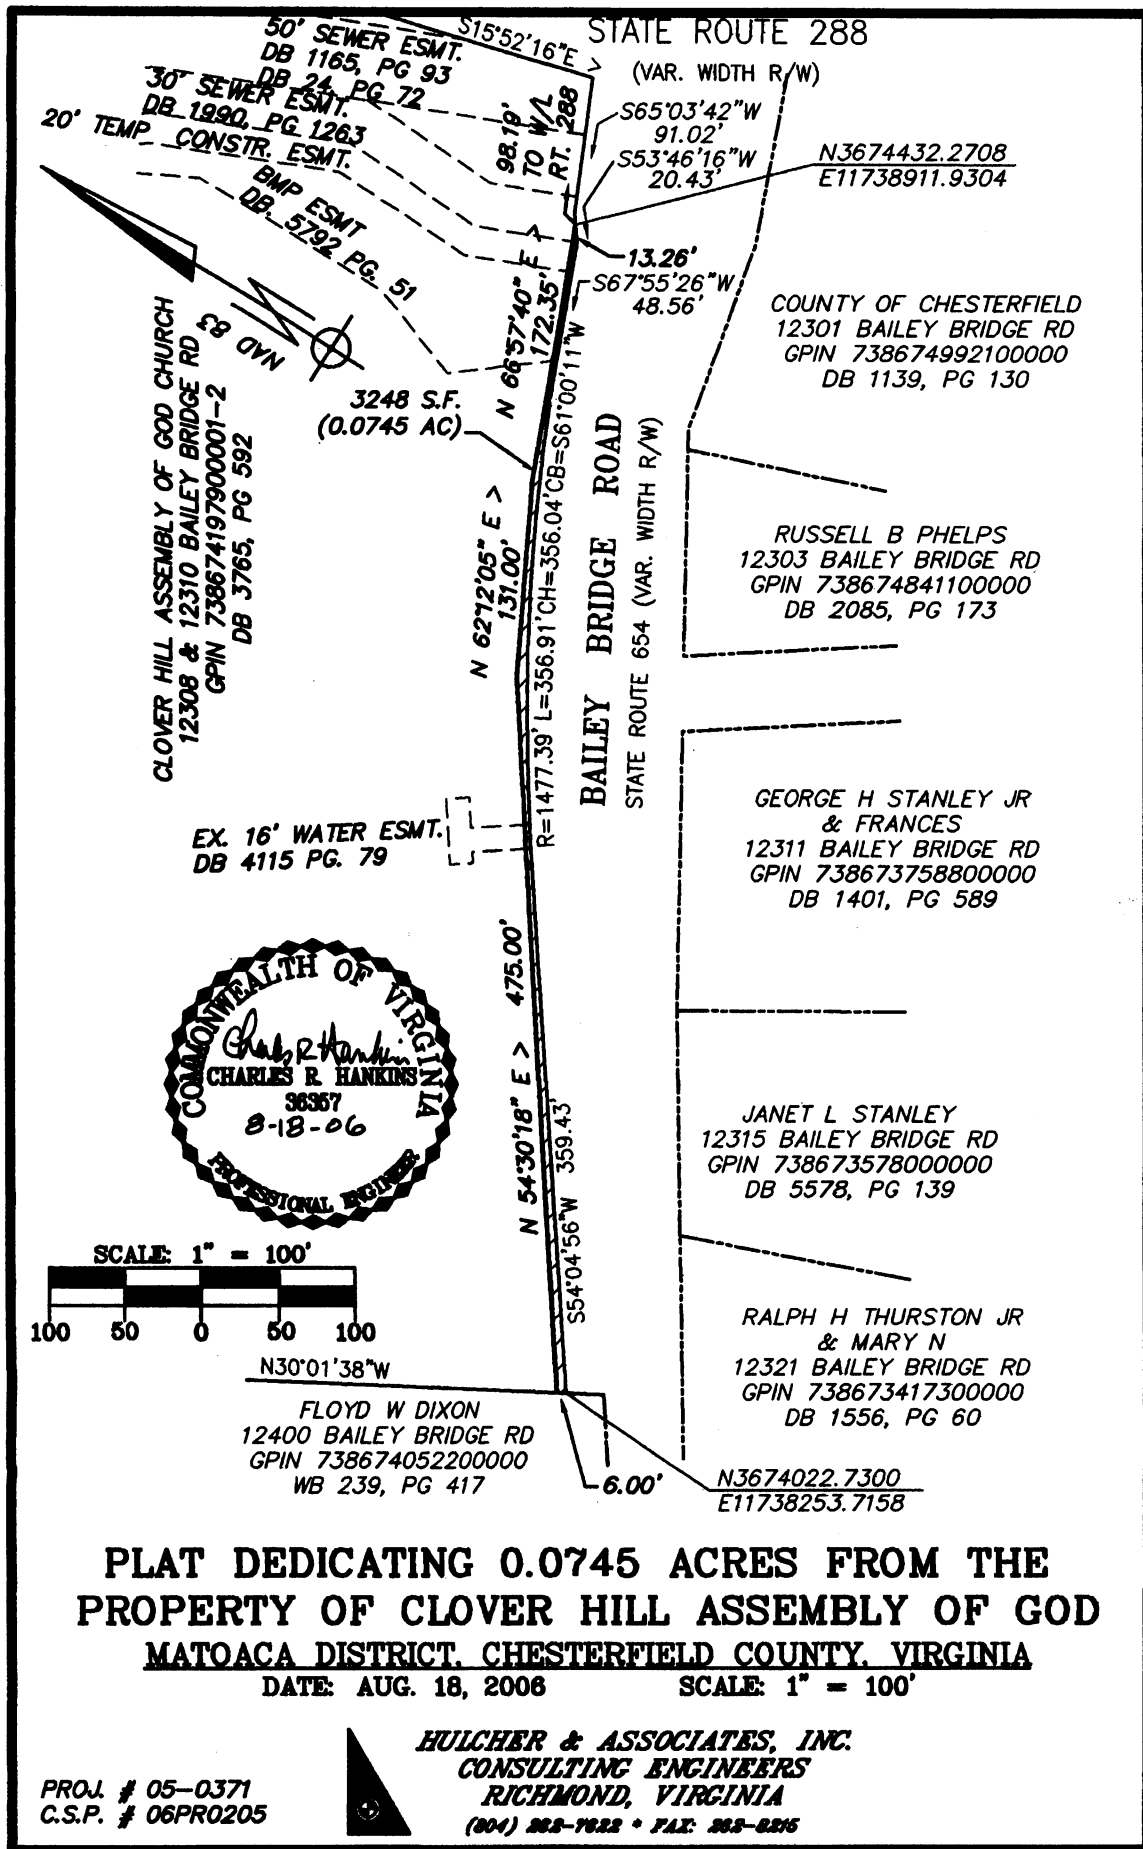 STATE ROUTE 288
(VAR. WIDTH R/W)
S15°52'16"E >
50' SEWER ESMT.
DB 1165, PG 93
DB 24, PG 72
30' SEWER ESMT.
DB 1990, PG 1263
20' TEMP CONSTR. ESMT.
BMP ESMT
DB. 5792 PG. 51
98.19'
TO W/L
RT. 288
S65°03'42"W
91.02'
S53°46'16"W
20.43'
N3674432.2708
E11738911.9304
13.26'
S67°55'26"W
48.56'
NAD 83
N 66°57'40" E >
172.35'
3248 S.F.
(0.0745 AC)
CLOVER HILL ASSEMBLY OF GOD CHURCH
12308 & 12310 BAILEY BRIDGE RD
GPIN 738674197900001-2
DB 3765, PG 592
COUNTY OF CHESTERFIELD
12301 BAILEY BRIDGE RD
GPIN 738674992100000
DB 1139, PG 130
N 62°12'05" E >
131.00'
R=1477.39' L=356.91' CH=356.04' CB=S61°00'11"W
BAILEY BRIDGE ROAD
STATE ROUTE 654 (VAR. WIDTH R/W)
RUSSELL B PHELPS
12303 BAILEY BRIDGE RD
GPIN 738674841100000
DB 2085, PG 173
GEORGE H STANLEY JR
& FRANCES
12311 BAILEY BRIDGE RD
GPIN 738673758800000
DB 1401, PG 589
EX. 16' WATER ESMT.
DB 4115 PG. 79
N 54°30'18" E > 475.00'
S54°04'56"W 359.43'
COMMONWEALTH OF VIRGINIA
Charles R Hankins
CHARLES R. HANKINS
36357
8-18-06
PROFESSIONAL ENGINEER
JANET L STANLEY
12315 BAILEY BRIDGE RD
GPIN 738673578000000
DB 5578, PG 139
SCALE: 1" = 100'
100 50 0 50 100
RALPH H THURSTON JR
& MARY N
12321 BAILEY BRIDGE RD
GPIN 738673417300000
DB 1556, PG 60
N30°01'38"W
FLOYD W DIXON
12400 BAILEY BRIDGE RD
GPIN 738674052200000
WB 239, PG 417
6.00'
N3674022.7300
E11738253.7158
PLAT DEDICATING 0.0745 ACRES FROM THE
PROPERTY OF CLOVER HILL ASSEMBLY OF GOD
MATOACA DISTRICT, CHESTERFIELD COUNTY, VIRGINIA
DATE: AUG. 18, 2006 SCALE: 1" = 100'
HULCHER & ASSOCIATES, INC.
CONSULTING ENGINEERS
RICHMOND, VIRGINIA
(804) 262-7622 * FAX: 262-8215
PROJ. # 05-0371
C.S.P. # 06PR0205